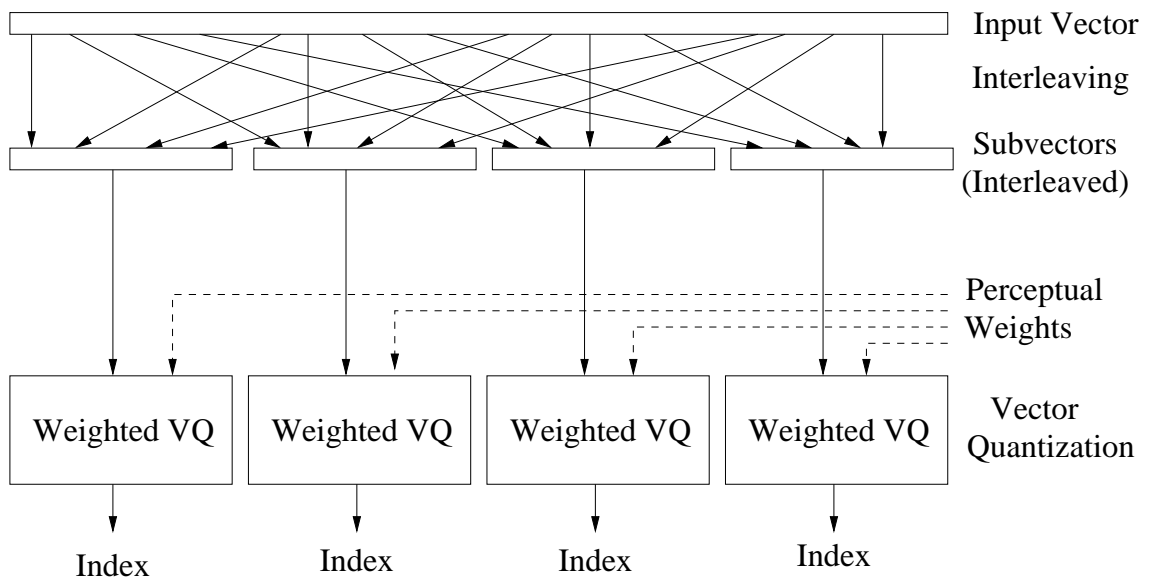 Input Vector
Interleaving
Subvectors
(Interleaved)
Perceptual
Weights
Weighted VQ
Weighted VQ
Weighted VQ
Weighted VQ
Vector
Quantization
Index
Index
Index
Index